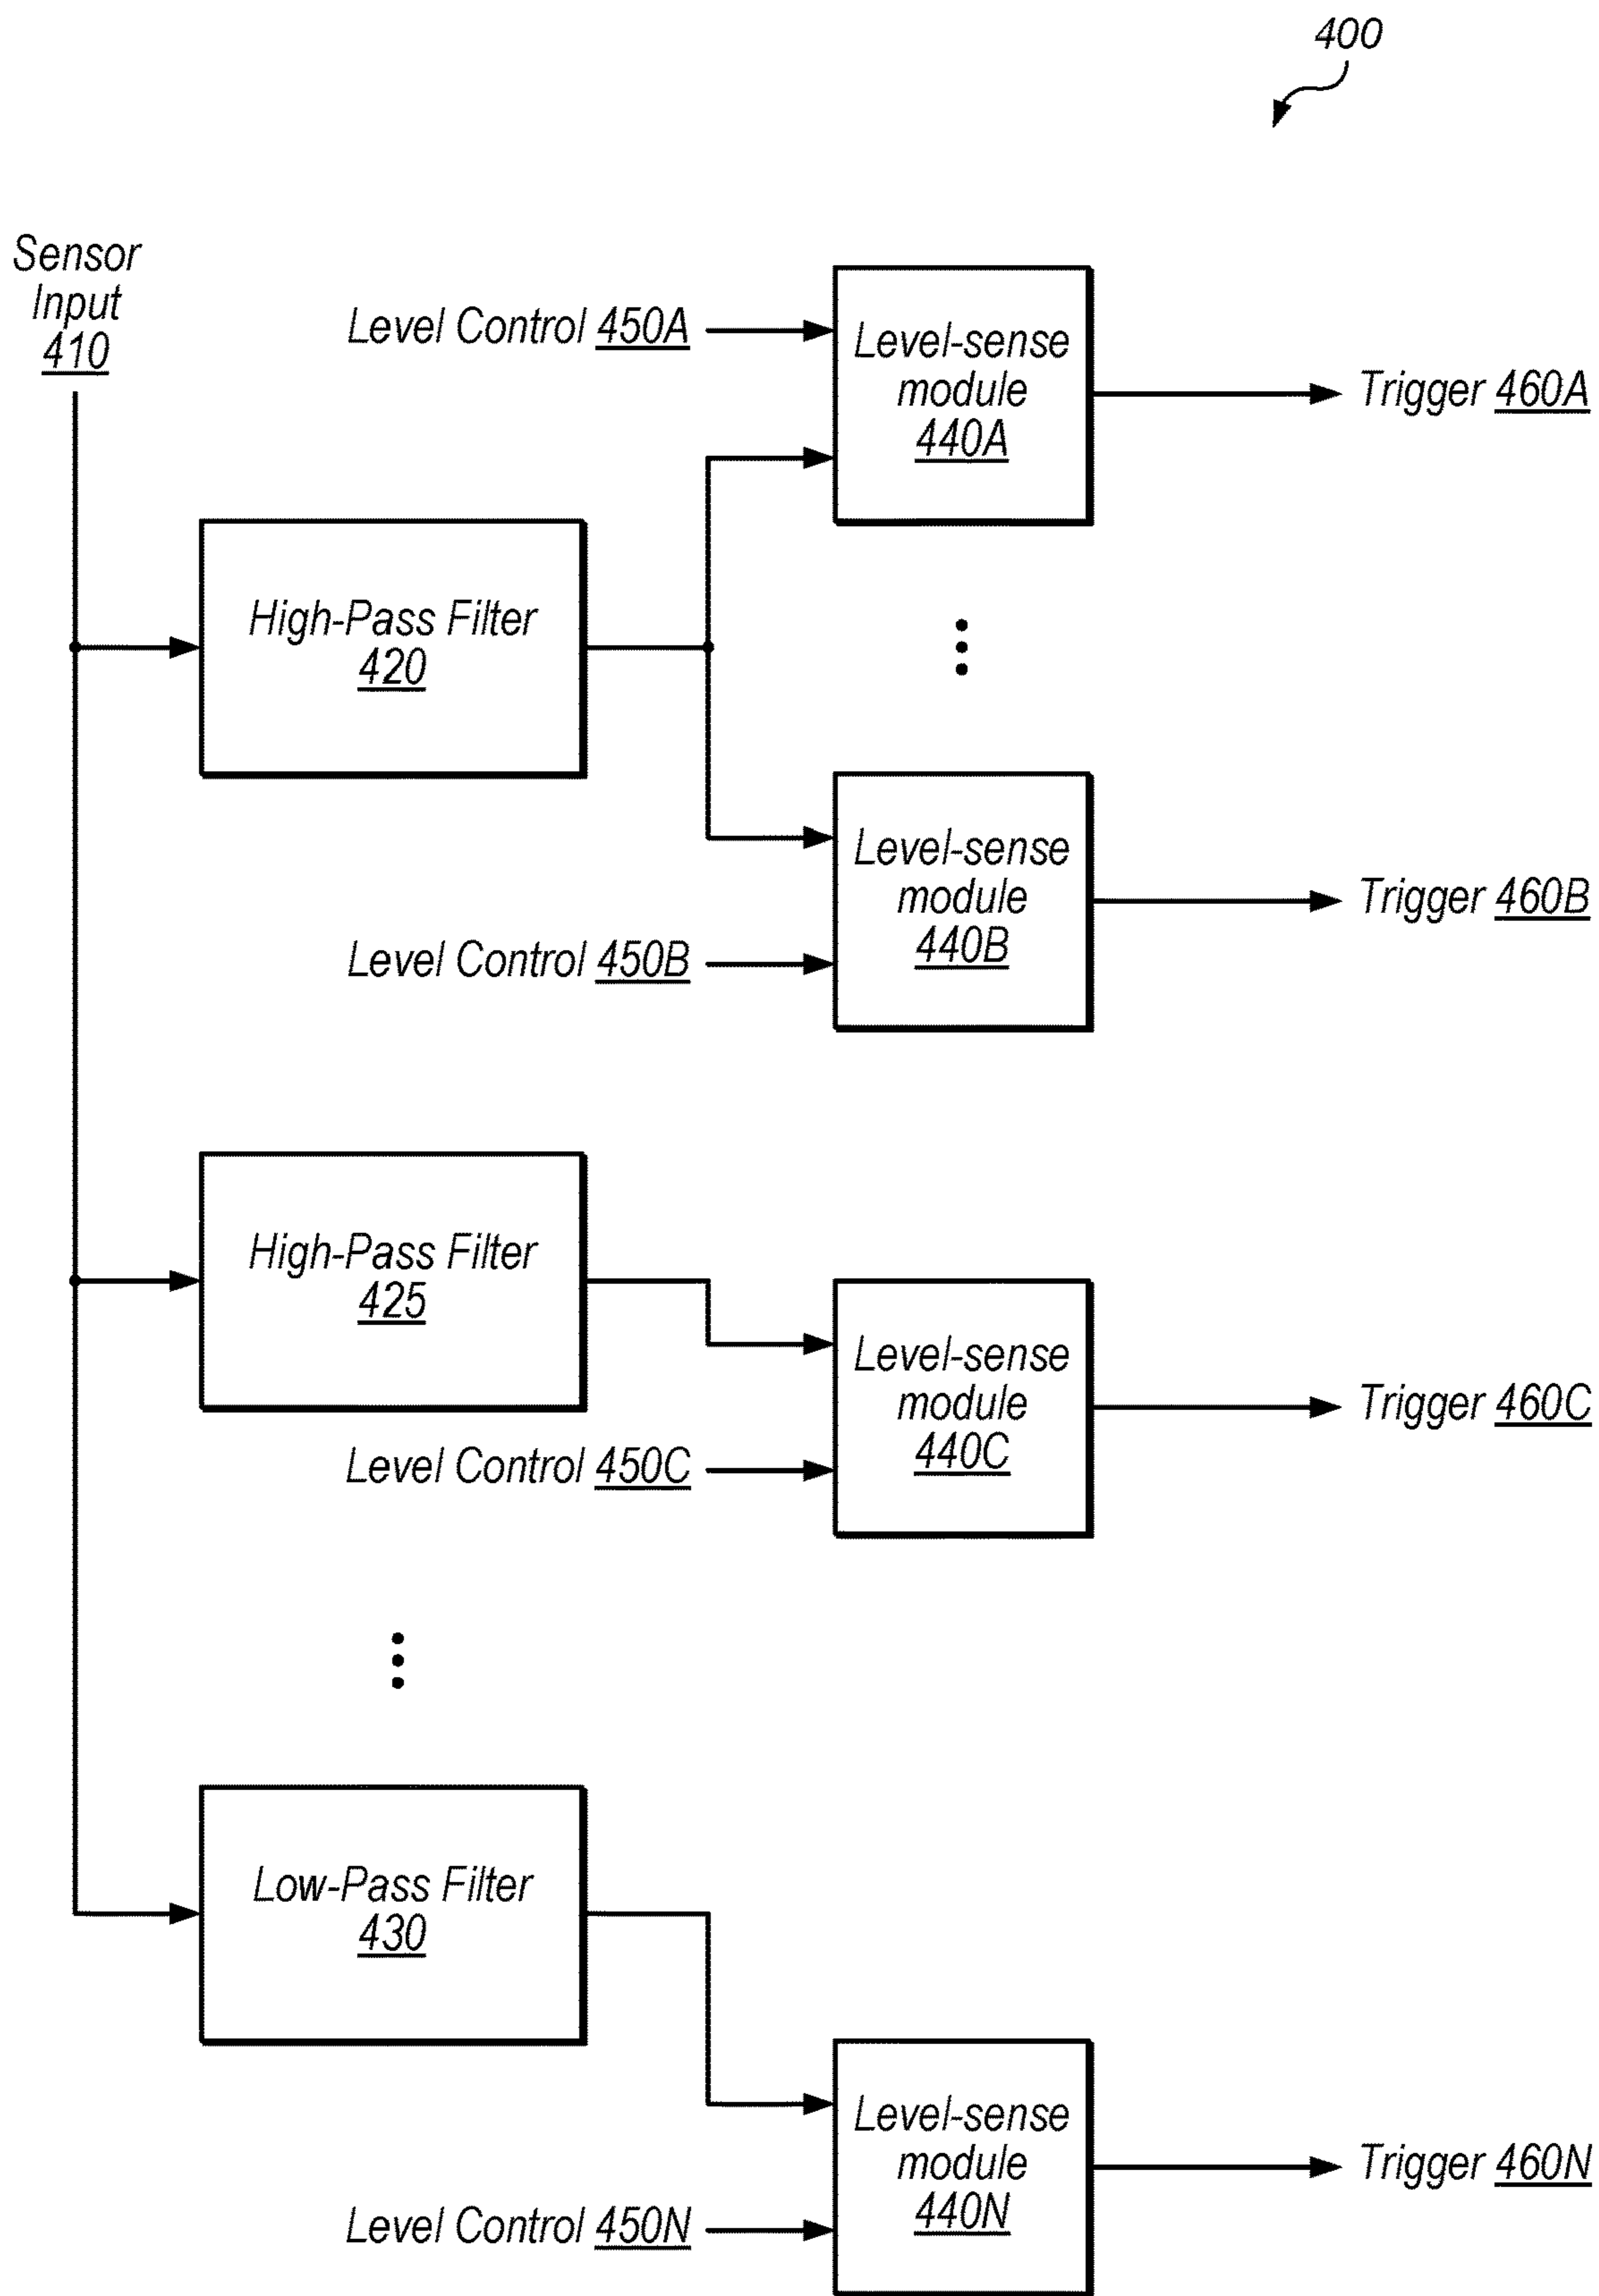 400
Sensor
Input
410
Level Control 450A
Level-sense
module
440A
Trigger 460A
High-Pass Filter
420
Level-sense
module
440B
Trigger 460B
Level Control 450B
High-Pass Filter
425
Level-sense
module
440C
Trigger 460C
Level Control 450C
Low-Pass Filter
430
Level-sense
module
440N
Trigger 460N
Level Control 450N